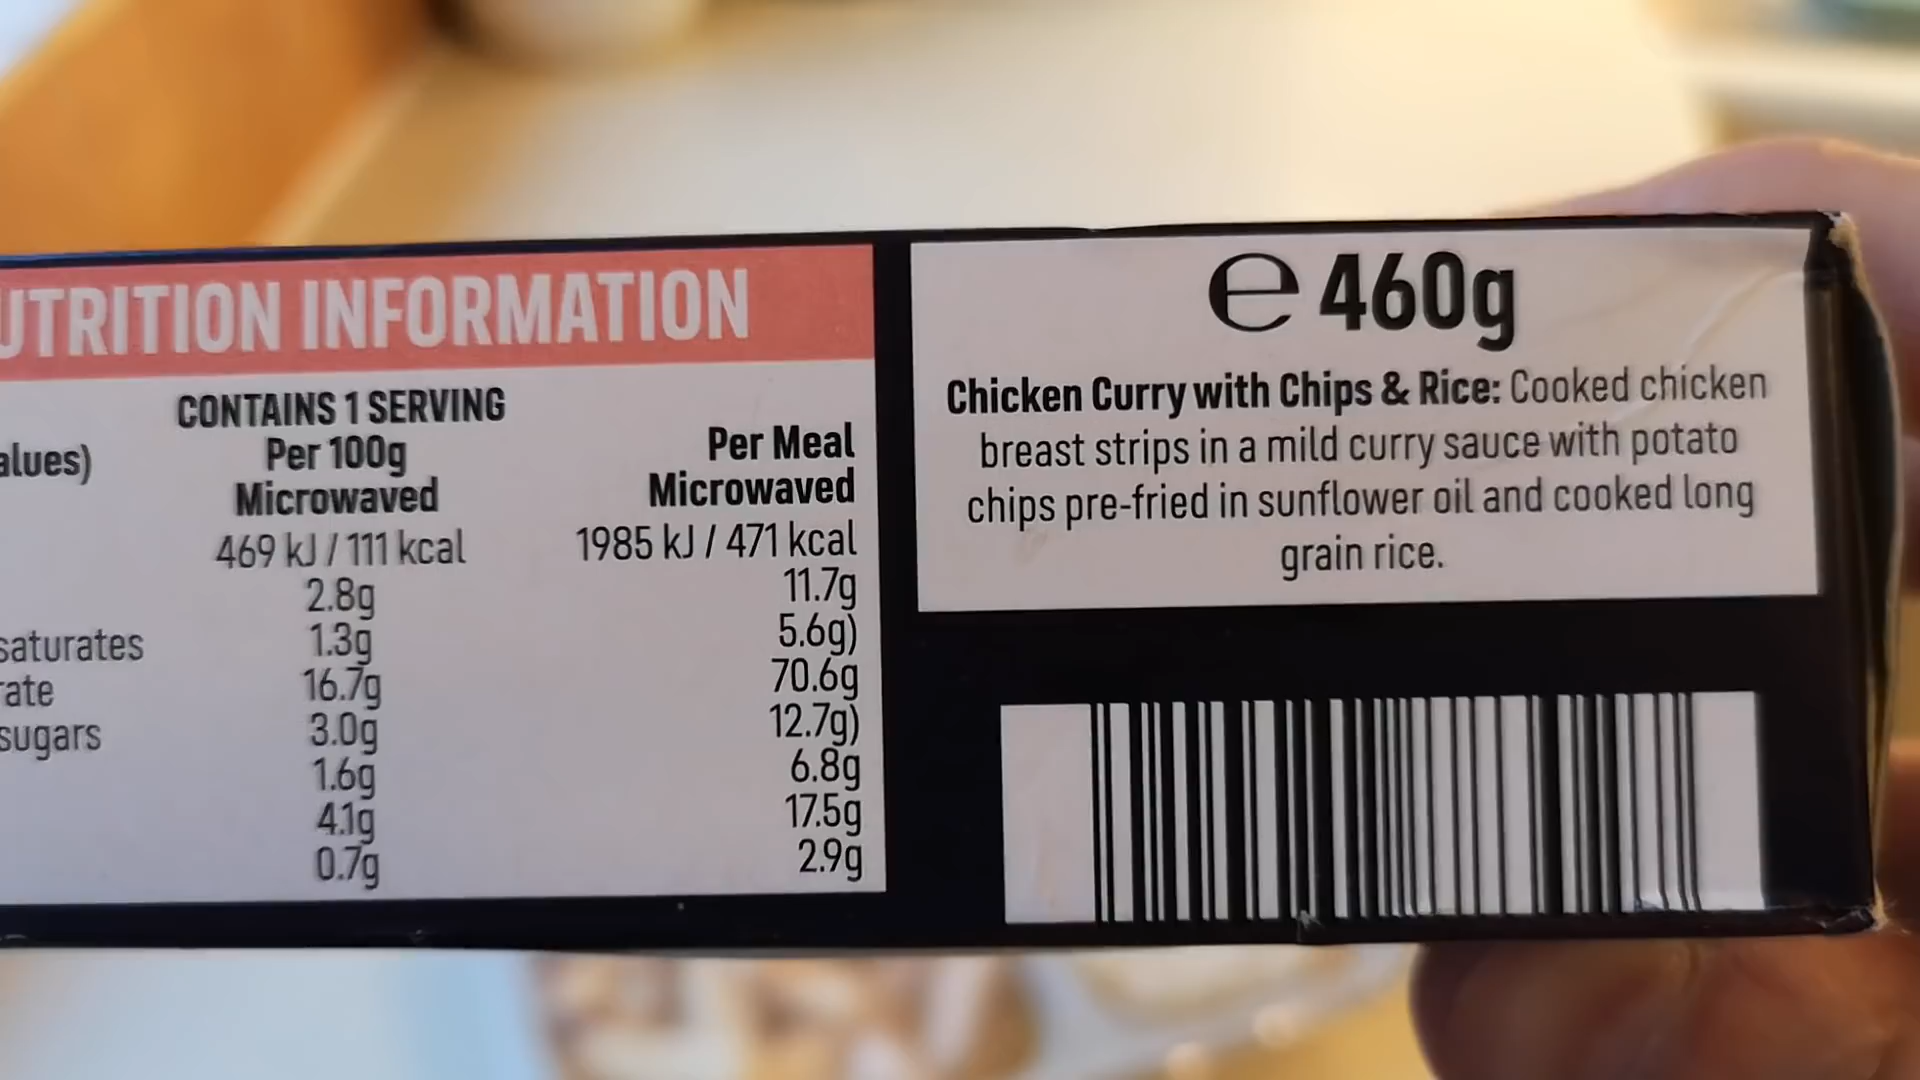 UTRITION INFORMATION
CONTAINS 1 SERVING
alues) Per 100g Per Meal
Microwaved Microwaved
469 kJ / 111 kcal 1985 kJ / 471 kcal
2.8g 11.7g
saturates 1.3g 5.6g)
rate 16.7g 70.6g
sugars 3.0g 12.7g)
1.6g 6.8g
4.1g 17.5g
0.7g 2.9g
e 460g
Chicken Curry with Chips & Rice: Cooked chicken
breast strips in a mild curry sauce with potato
chips pre-fried in sunflower oil and cooked long
grain rice.